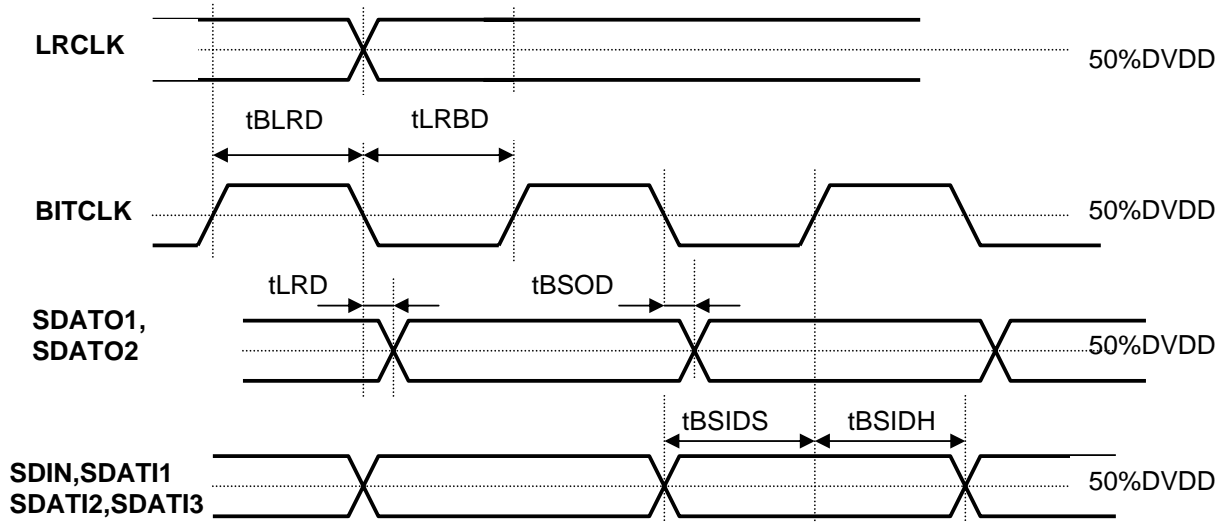 LRCLK
50%DVDD
tBLRD
tLRBD
BITCLK
50%DVDD
tLRD
tBSOD
SDATO1,
SDATO2
50%DVDD
tBSIDS
tBSIDH
SDIN,SDATI1
SDATI2,SDATI3
50%DVDD